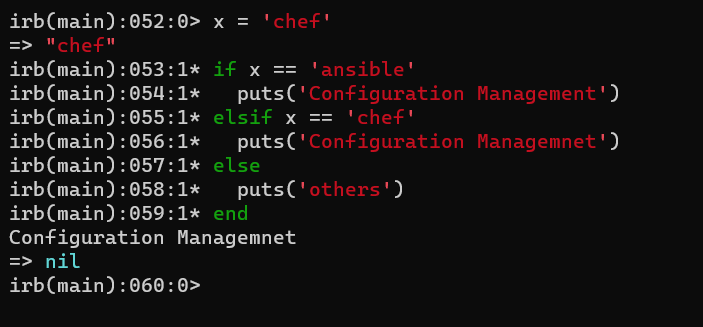 irb(main):052:0> x = 'chef'
=> "chef"
irb(main):053:1* if x == 'ansible'
irb(main):054:1*   puts('Configuration Management')
irb(main):055:1* elsif x == 'chef'
irb(main):056:1*   puts('Configuration Managemnet')
irb(main):057:1* else
irb(main):058:1*   puts('others')
irb(main):059:1* end
Configuration Managemnet
=> nil
irb(main):060:0>